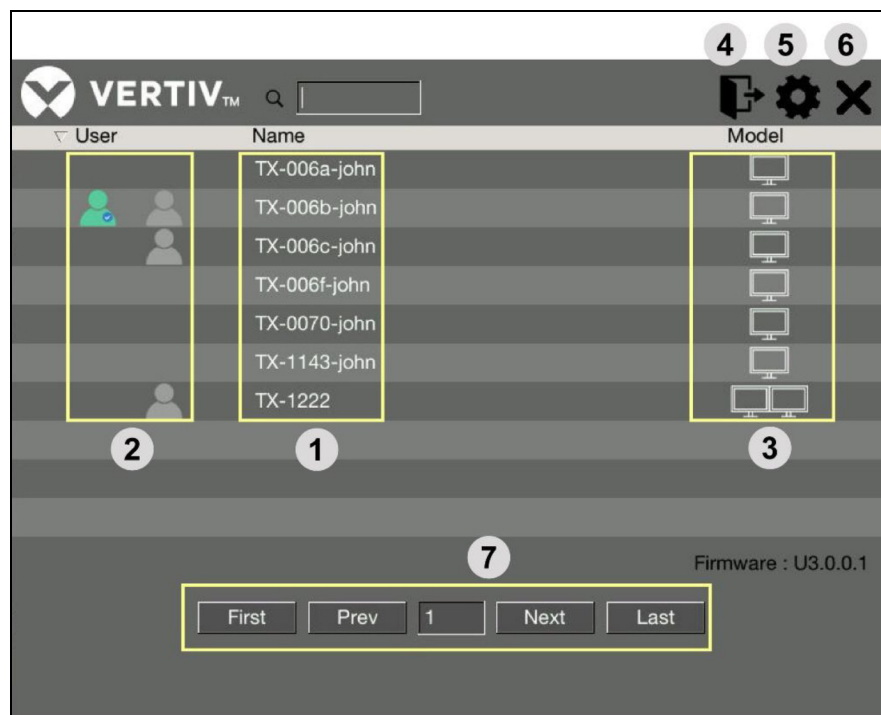 4 5 6
VERTIV™
User Name Model
TX-006a-john
TX-006b-john
TX-006c-john
TX-006f-john
TX-0070-john
TX-1143-john
TX-1222
2 1 3
7
Firmware : U3.0.0.1
First Prev 1 Next Last